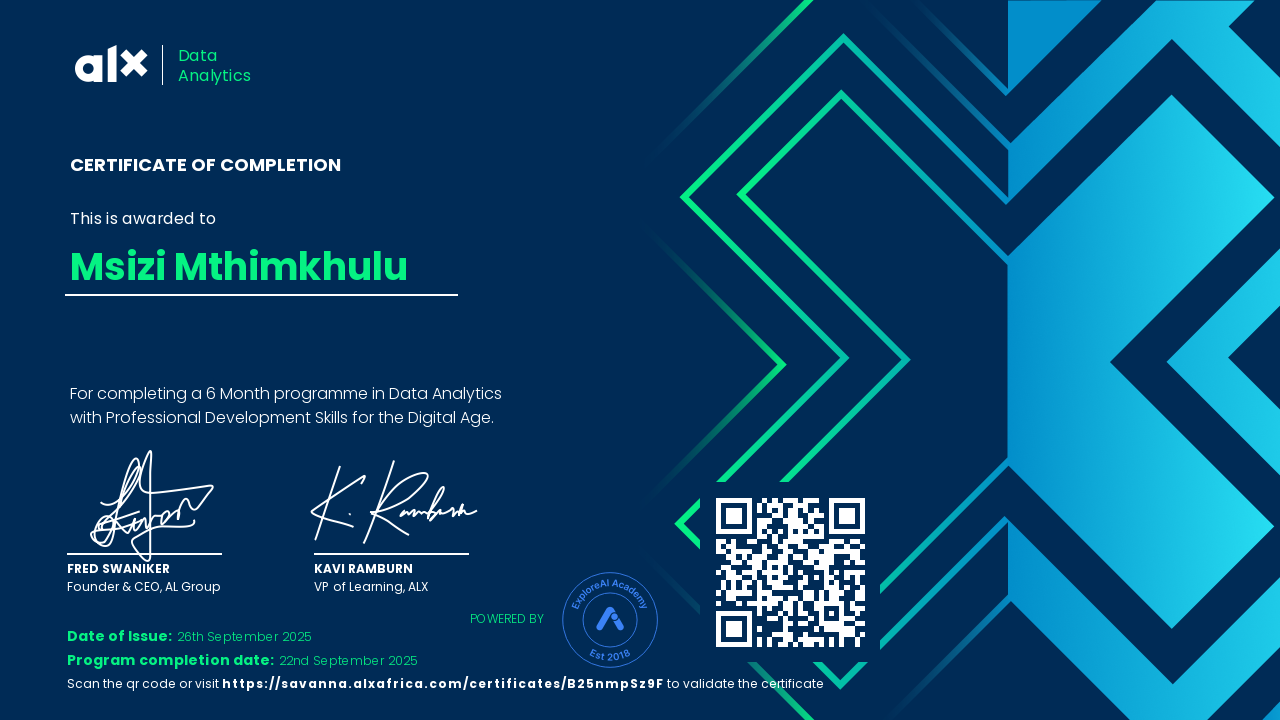 alx
Data
Analytics
CERTIFICATE OF COMPLETION
This is awarded to
Msizi Mthimkhulu
For completing a 6 Month programme in Data Analytics
with Professional Development Skills for the Digital Age.
FRED SWANIKER
Founder & CEO, AL Group
KAVI RAMBURN
VP of Learning, ALX
POWERED BY
ExploreAI Academy
Est 2018
Date of Issue: 26th September 2025
Program completion date: 22nd September 2025
Scan the qr code or visit https://savanna.alxafrica.com/certificates/B25nmpSz9F to validate the certificate